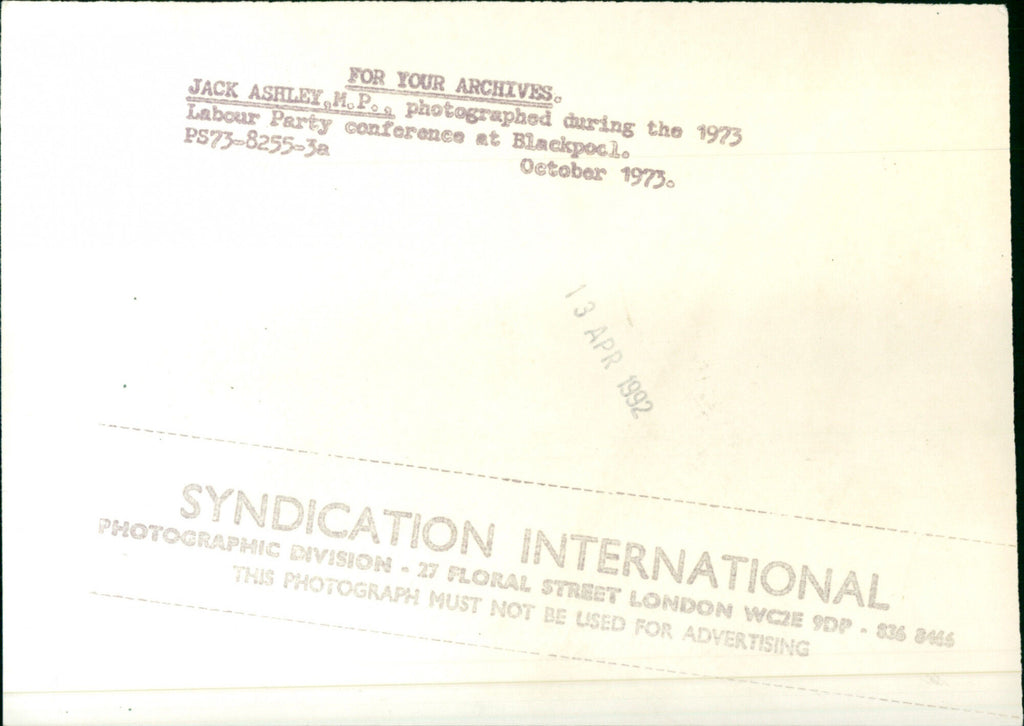 FOR YOUR ARCHIVES.
JACK ASHLEY,M.P., photographed during the 1973
Labour Party conference at Blackpool.
PS73-8255-3a
October 1973.
13 APR 1992
SYNDICATION INTERNATIONAL
PHOTOGRAPHIC DIVISION - 27 FLORAL STREET LONDON WC2E 9DP - 836 8466
THIS PHOTOGRAPH MUST NOT BE USED FOR ADVERTISING